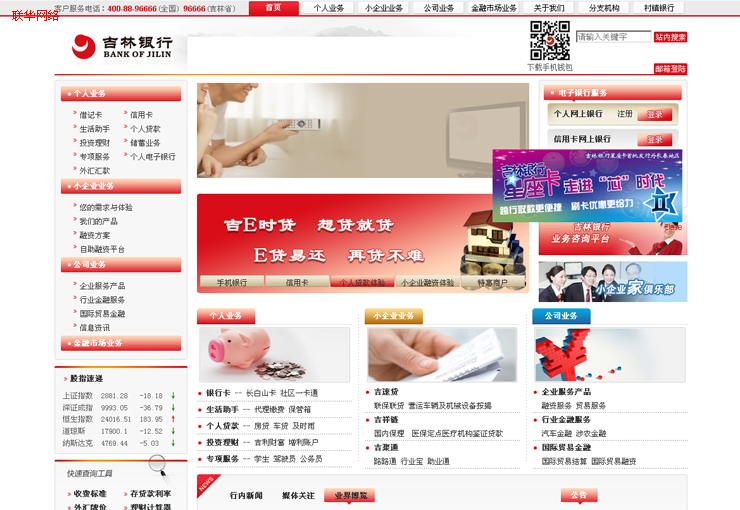 客户服务电话：400-88-96666（全国） 96666（吉林省）
首页 个人业务 小企业业务 公司业务 金融市场业务 关于我们 分支机构 村镇银行
联华网络
吉林银行
BANK OF JILIN
下载手机钱包
请输入关键字 站内搜索
邮箱登陆
个人业务
借记卡 信用卡
生活助手 个人贷款
投资理财 储蓄业务
专项服务 个人电子银行
外汇汇款
小企业业务
您的需求与体验
我们的产品
融资方案
自助融资平台
公司业务
企业服务产品
行业金融服务
国际贸易金融
信息资讯
金融市场业务
股指速递
上证指数 2881.28 -18.18 ↓
深证成指 9993.05 -36.79 ↓
恒生指数 24016.51 183.95 ↑
道琼斯 17900.1 -12.52 ↓
纳斯达克 4769.44 -5.03 ↓
快速查询工具
收费标准 存贷款利率
外汇牌价 理财计算器
吉E时贷 想贷就贷
E贷易还 再贷不难
手机银行 信用卡 个人贷款体验 小企业融资体验 特惠商户
电子银行服务
个人网上银行 注册 登录
信用卡网上银行 登录
吉林银行星座卡首批发行外长春地区
吉林银行
星座卡 走进“芯”时代
跨行取款更便捷 刷卡优惠更给力
Close
吉林银行
业务咨询平台
小企业家俱乐部
个人业务
银行卡 -- 长白山卡 社区一卡通
生活助手 -- 代理缴费 保管箱
个人贷款 -- 房贷 车贷 及时雨
投资理财 -- 吉利财富 增利账户
专项服务 -- 学生 驾驶员 公务员
小企业业务
吉速贷
联保联贷 营运车辆及机械设备按揭
吉祥链
国内保理 医保定点医疗机构鉴证贷款
吉聚通
路路通 行业宝 助业通
公司业务
企业服务产品
融资服务 贸易服务
行业金融服务
汽车金融 涉农金融
国际贸易金融
国际贸易结算 国际贸易融资
NEWS
行内新闻 媒体关注 业界博览 公告